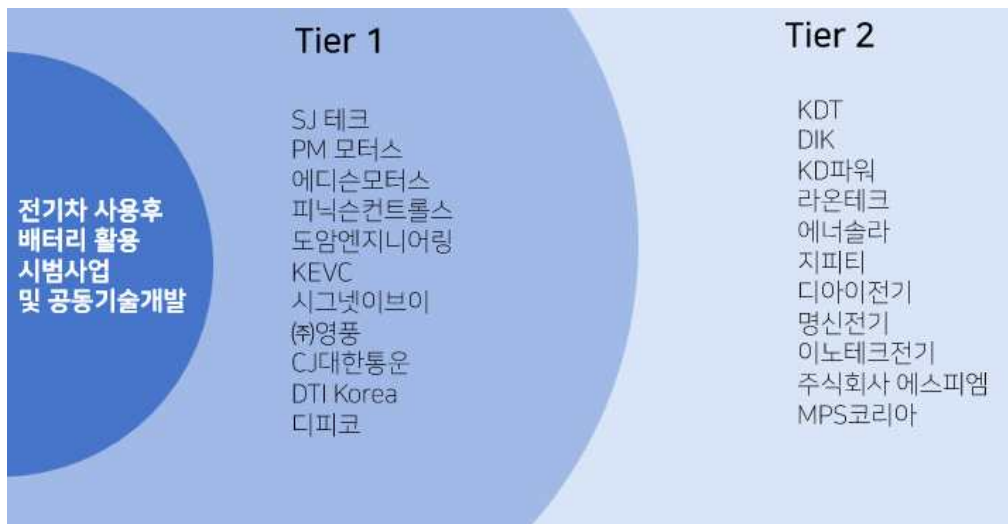 전기차 사용후
배터리 활용
시범사업
및 공동기술개발
Tier 1
SJ 테크
PM 모터스
에디슨모터스
피닉슨컨트롤스
도암엔지니어링
KEVC
시그넷이브이
㈜영풍
CJ대한통운
DTI Korea
디피코
Tier 2
KDT
DIK
KD파워
라온테크
에너솔라
지피티
디아이전기
명신전기
이노테크전기
주식회사 에스피엠
MPS코리아